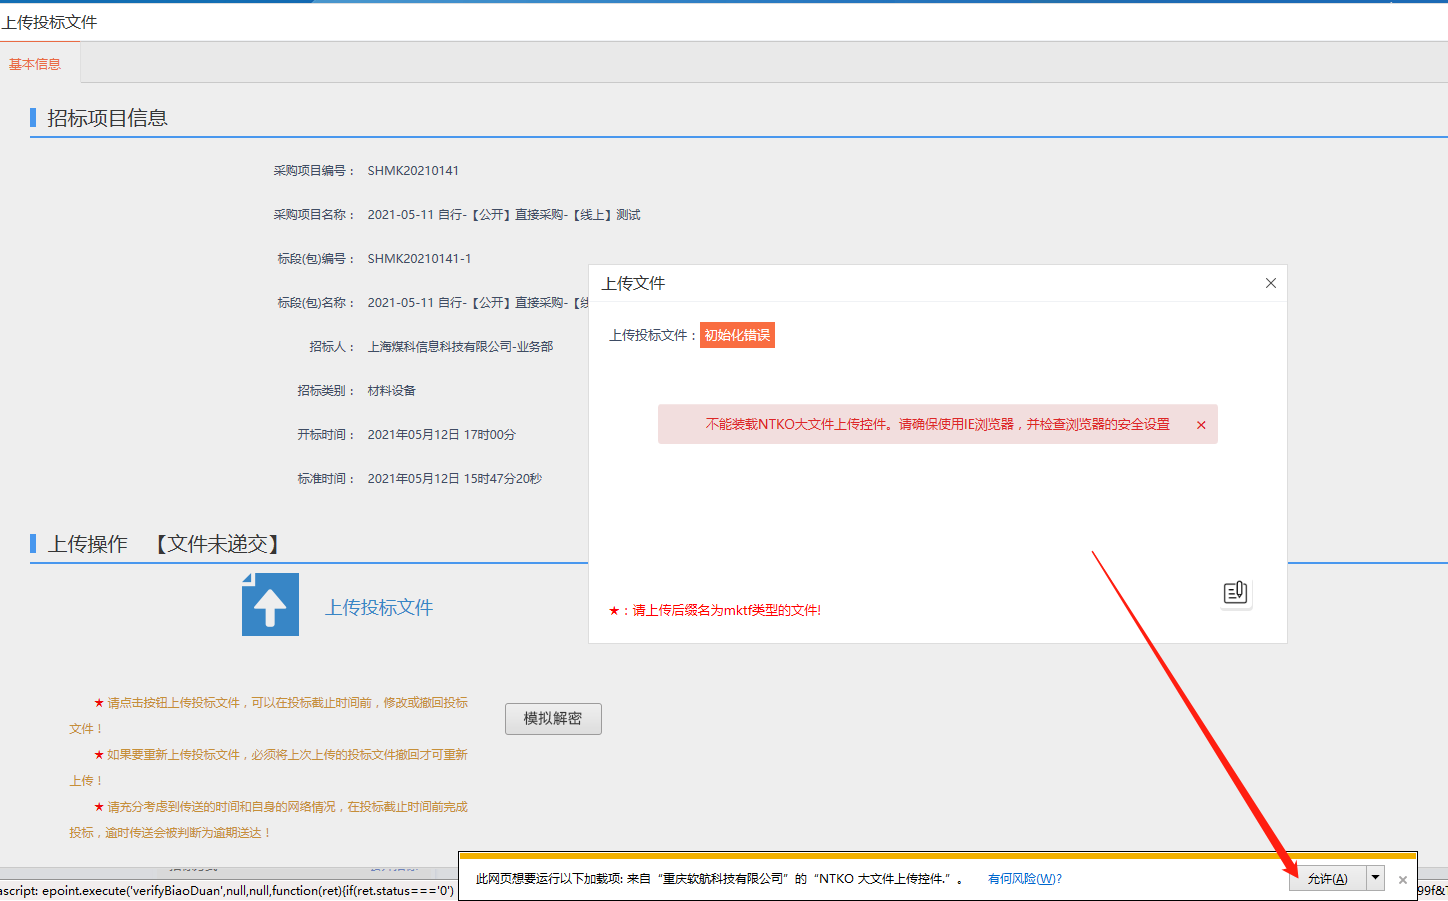 上传投标文件
基本信息
招标项目信息
采购项目编号： SHMK20210141
采购项目名称： 2021-05-11 自行-【公开】直接采购-【线上】测试
标段(包)编号： SHMK20210141-1
标段(包)名称： 2021-05-11 自行-【公开】直接采购-【线
招标人： 上海煤科信息科技有限公司-业务部
招标类别： 材料设备
开标时间： 2021年05月12日 17时00分
标准时间： 2021年05月12日 15时47分20秒
上传操作 【文件未递交】
上传投标文件
★ 请点击按钮上传投标文件，可以在投标截止时间前，修改或撤回投标
文件！
★ 如果要重新上传投标文件，必须将上次上传的投标文件撤回才可重新
上传！
★ 请充分考虑到传送的时间和自身的网络情况，在投标截止时间前完成
投标，逾时传送会被判断为逾期送达！
模拟解密
上传文件
上传投标文件： 初始化错误
不能装载NTKO大文件上传控件。请确保使用IE浏览器，并检查浏览器的安全设置
★：请上传后缀名为mktf类型的文件!
ascript: epoint.execute('verifyBiaoDuan',null,null,function(ret){if(ret.status==='0')
此网页想要运行以下加载项: 来自“重庆软航科技有限公司”的“NTKO 大文件上传控件.”。 有何风险(W)? 允许(A)